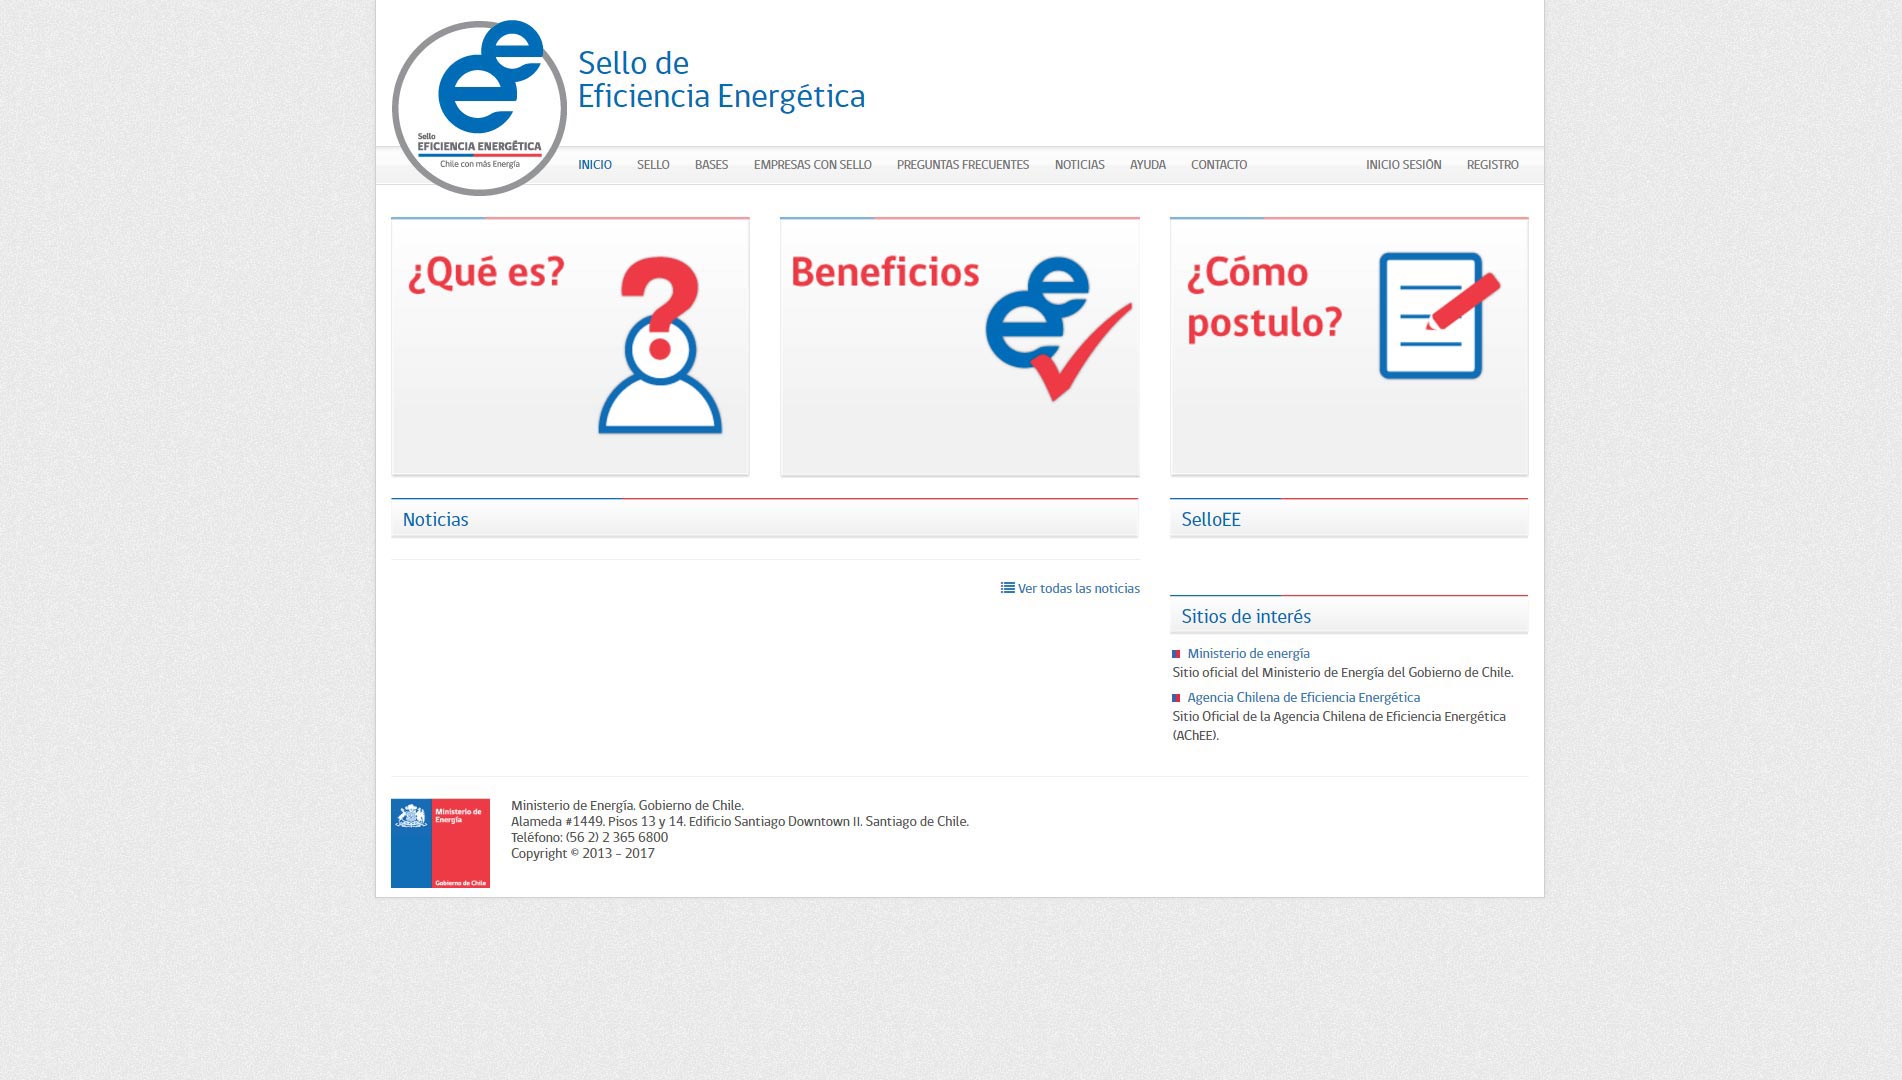 Sello de
Eficiencia Energética
Sello
EFICIENCIA ENERGÉTICA
Chile con más Energía
INICIO SELLO BASES EMPRESAS CON SELLO PREGUNTAS FRECUENTES NOTICIAS AYUDA CONTACTO INICIO SESIÓN REGISTRO
¿Qué es?
Beneficios
¿Cómo
postulo?
Noticias
SelloEE
Ver todas las noticias
Sitios de interés
Ministerio de energía
Sitio oficial del Ministerio de Energía del Gobierno de Chile.
Agencia Chilena de Eficiencia Energética
Sitio Oficial de la Agencia Chilena de Eficiencia Energética
(AChEE).
Ministerio de
Energía
Gobierno de Chile
Ministerio de Energía. Gobierno de Chile.
Alameda #1449. Pisos 13 y 14. Edificio Santiago Downtown II. Santiago de Chile.
Teléfono: (56 2) 2 365 6800
Copyright © 2013 - 2017